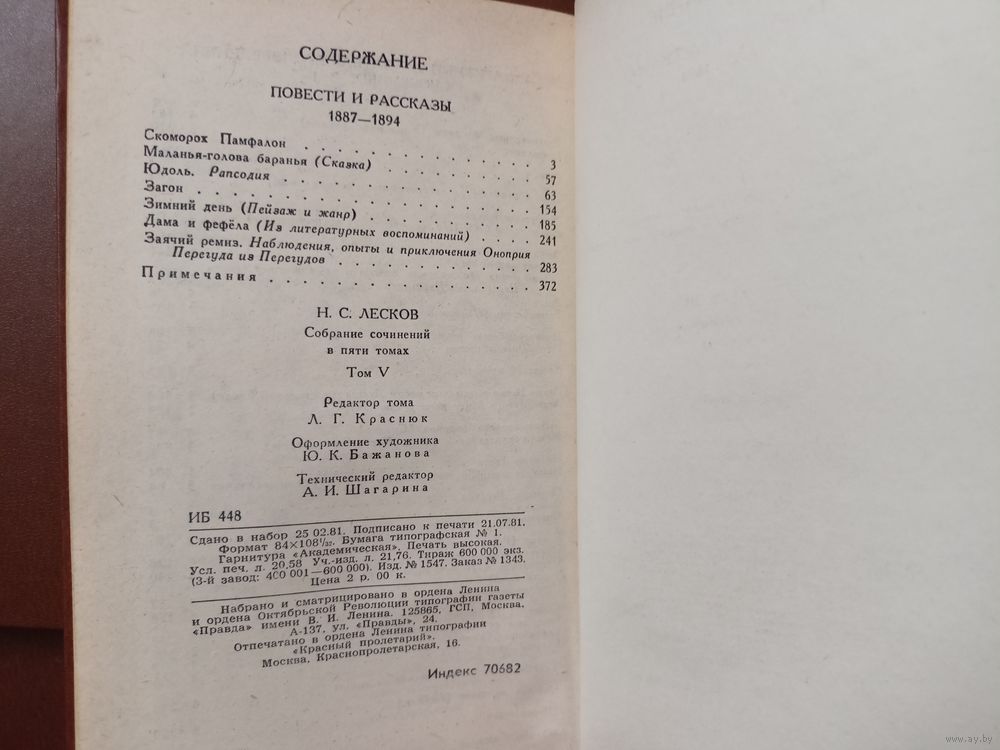 СОДЕРЖАНИЕ
ПОВЕСТИ И РАССКАЗЫ
1887—1894
Скоморох Памфалон . . . . . . . . . . . . . . 3
Маланья-голова баранья (Сказка) . . . . . . . . . 57
Юдоль. Рапсодия . . . . . . . . . . . . . . . 63
Загон . . . . . . . . . . . . . . . . . . . 154
Зимний день (Пейзаж и жанр) . . . . . . . . . . 185
Дама и фефёла (Из литературных воспоминаний) . . . . 241
Заячий ремиз. Наблюдения, опыты и приключения Оноприя
Перегуда из Перегудов . . . . . . . . . . . . 283
Примечания . . . . . . . . . . . . . . . . 372
Н. С. ЛЕСКОВ
Собрание сочинений
в пяти томах
Том V
Редактор тома
Л. Г. Краснюк
Оформление художника
Ю. К. Бажанова
Технический редактор
А. И. Шагарина
ИБ 448
Сдано в набор 25 02.81. Подписано к печати 21.07.81.
Формат 84×108¹/₃₂. Бумага типографская № 1.
Гарнитура «Академическая». Печать высокая.
Усл. печ. л. 20,58 Уч.-изд. л. 21,76. Тираж 600 000 экз.
(3-й завод: 400 001—600 000). Изд. № 1547. Заказ № 1343.
Цена 2 р. 00 к.
Набрано и сматрицировано в ордена Ленина
и ордена Октябрьской Революции типографии газеты
«Правда» имени В. И. Ленина. 125865, ГСП, Москва,
А-137, ул. «Правды», 24.
Отпечатано в ордена Ленина типографии
«Красный пролетарий».
Москва, Краснопролетарская, 16.
Индекс 70682
www.ay.by